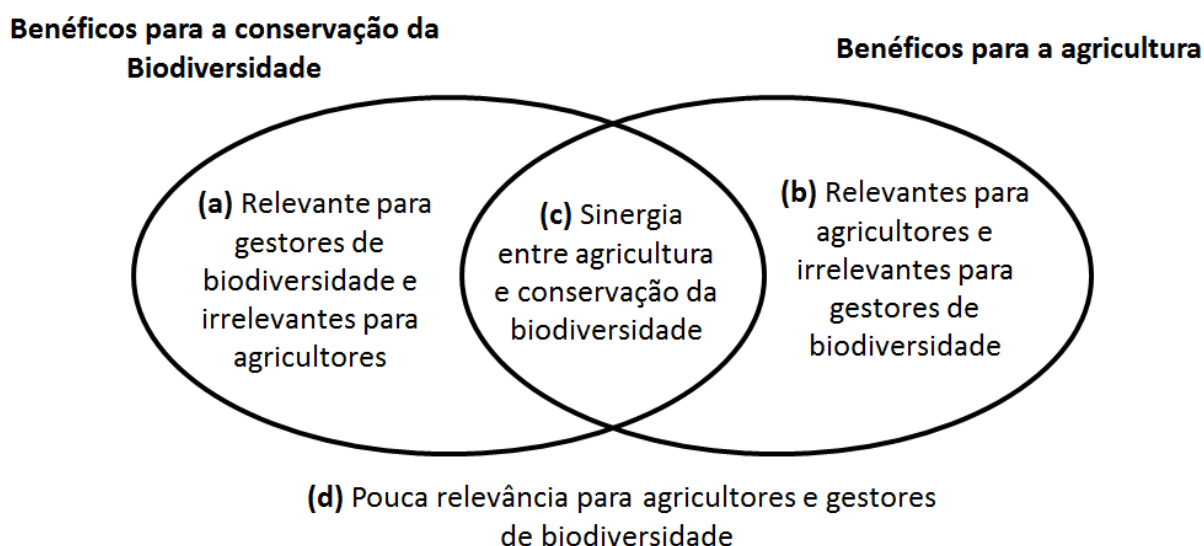 Benéficos para a conservação da
Biodiversidade
Benéficos para a agricultura
(a) Relevante para
gestores de
biodiversidade e
irrelevantes para
agricultores
(c) Sinergia
entre agricultura
e conservação da
biodiversidade
(b) Relevantes para
agricultores e
irrelevantes para
gestores de
biodiversidade
(d) Pouca relevância para agricultores e gestores
de biodiversidade